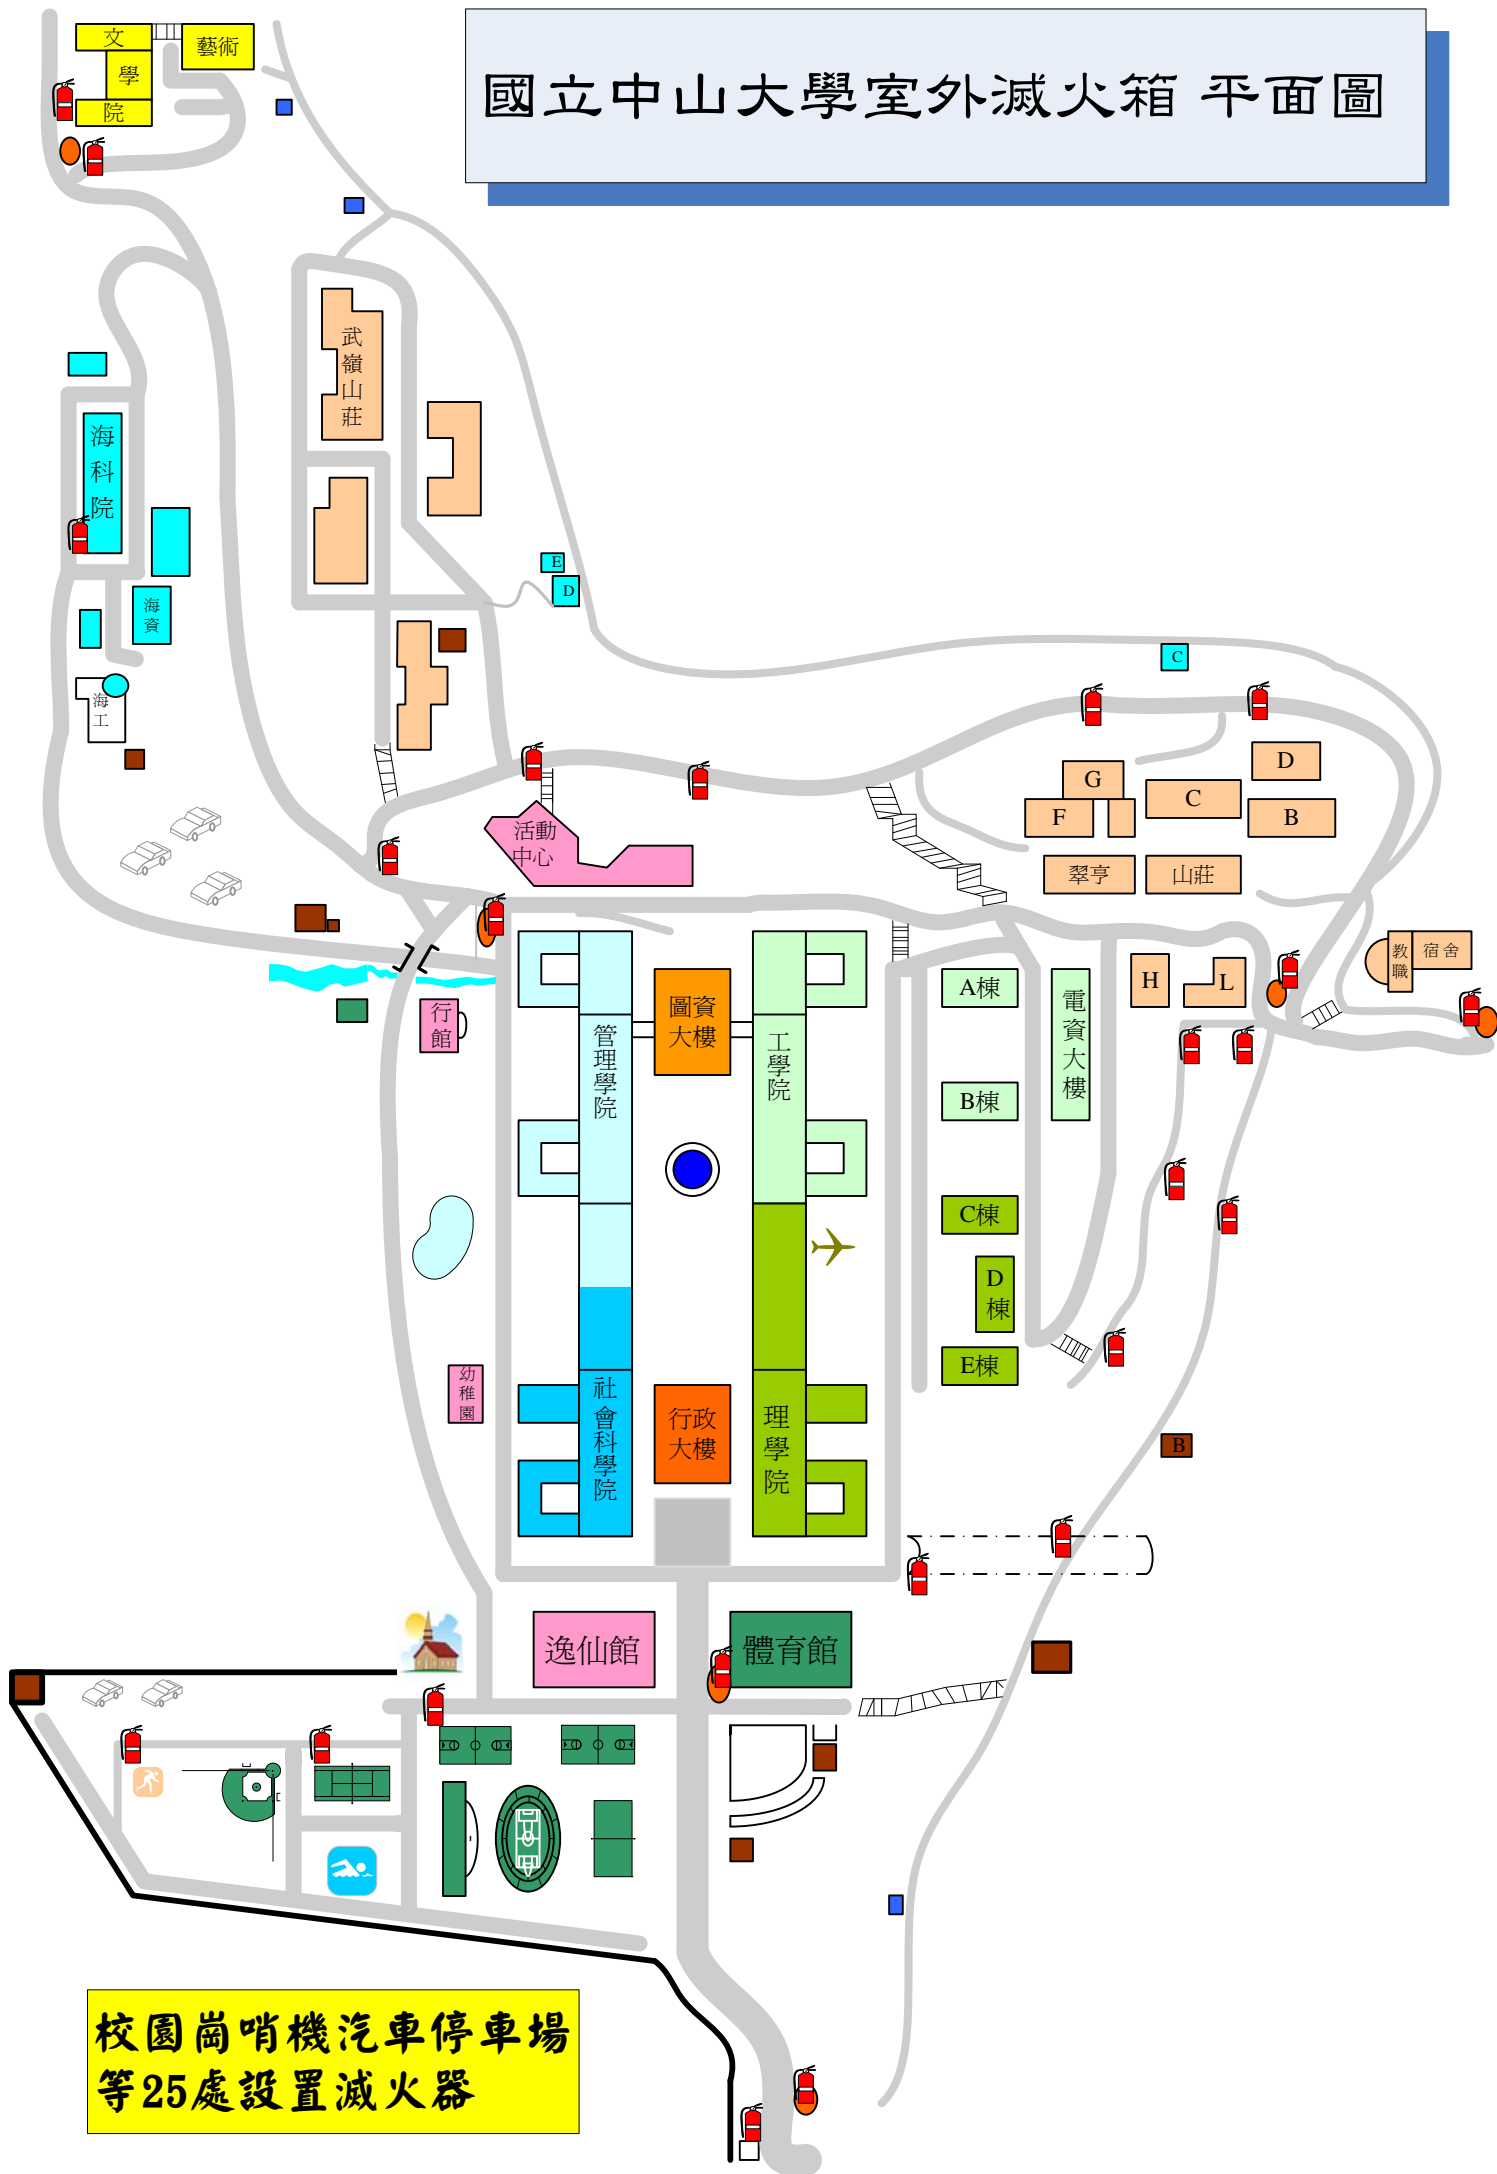 國立中山大學室外滅火箱 平面圖
文
學
院
藝術
武嶺山莊
海科院
海資
海工
E
D
C
活動
中心
G
F
D
C
B
翠亨
山莊
教職
宿舍
H
L
行館
管理學院
圖資
大樓
工學院
A棟
B棟
電資大樓
C棟
D棟
E棟
幼稚園
社會科學院
行政
大樓
理學院
B
逸仙館
體育館
校園崗哨機汽車停車場
等25處設置滅火器